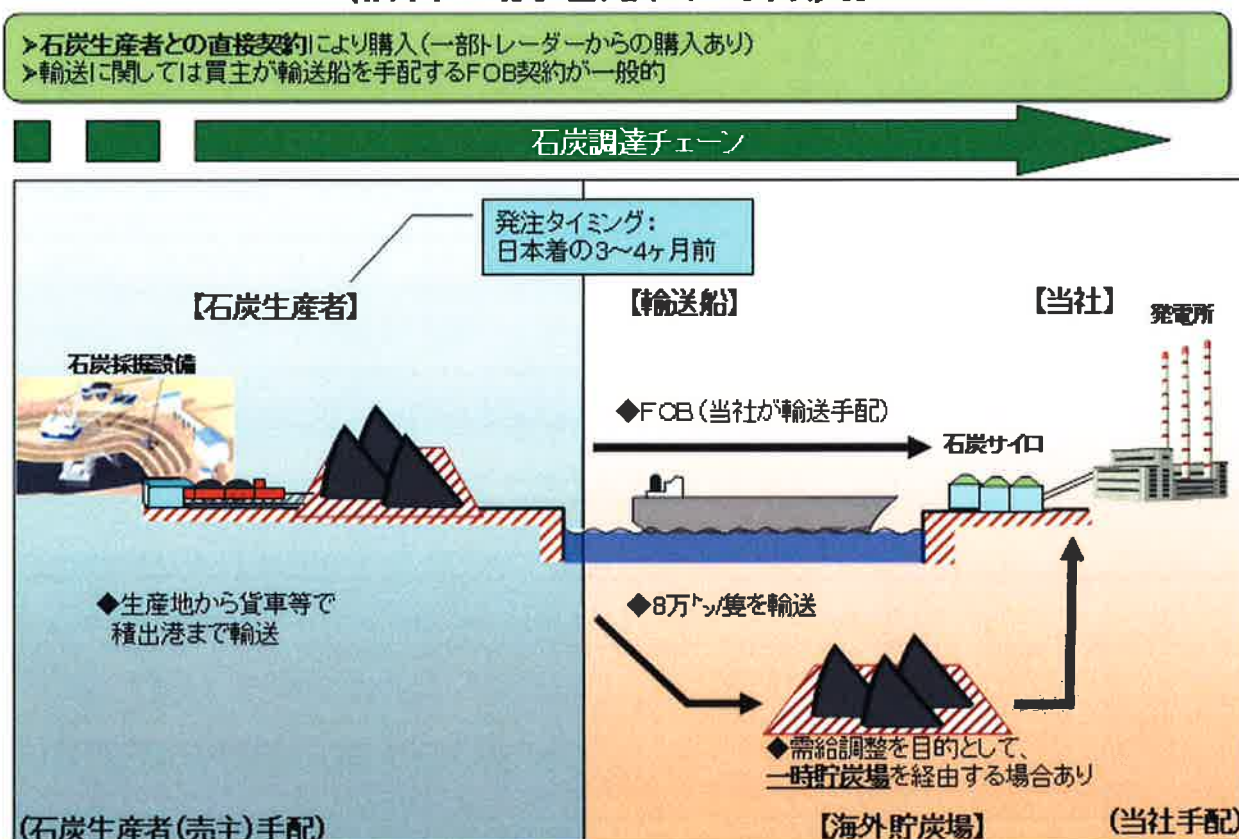 ➢石炭生産者との直接契約により購入(一部トレーダーからの購入あり)
➢輸送に関しては買主が輸送船を手配するFOB契約が一般的
石炭調達チェーン
発注タイミング:
日本着の3～4ヶ月前
【石炭生産者】
【輸送船】
【当社】
発電所
石炭採掘設備
◆FOB(当社が輸送手配)
石炭サイロ
◆生産地から貨車等で
積出港まで輸送
◆8万㌧/隻を輸送
◆需給調整を目的として、
一時貯炭場を経由する場合あり
(石炭生産者(売主)手配)
【海外貯炭場】
(当社手配)